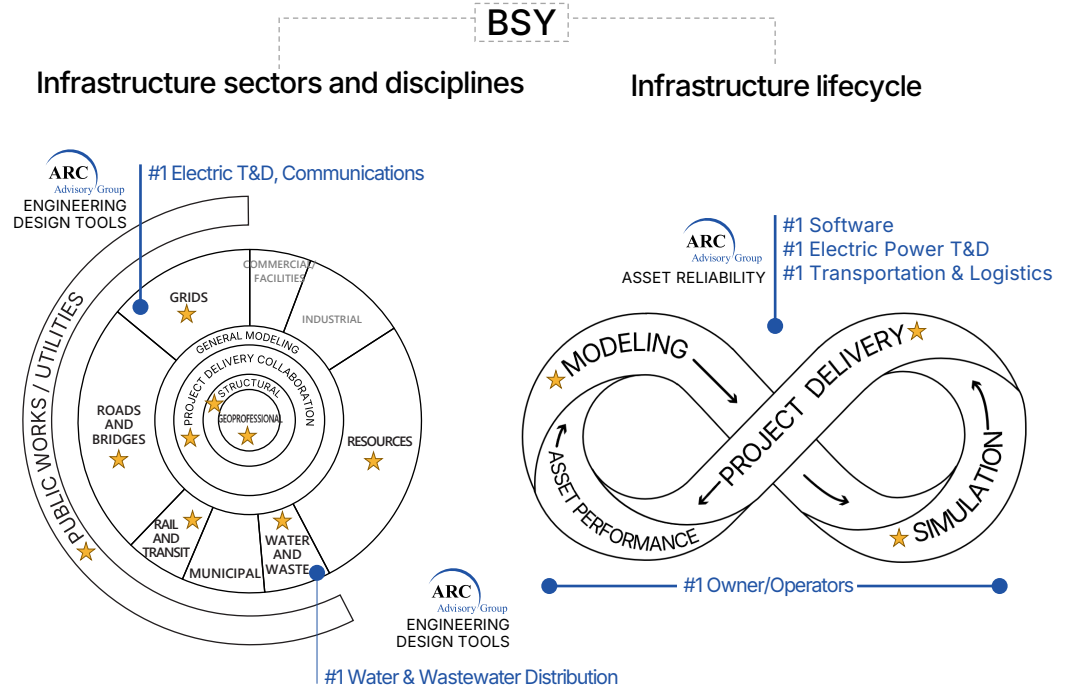 BSY
Infrastructure sectors and disciplines
Infrastructure lifecycle
ARC
Advisory Group
ENGINEERING
DESIGN TOOLS
#1 Electric T&D, Communications
PUBLIC WORKS / UTILITIES
GRIDS
COMMERCIAL/
FACILITIES
INDUSTRIAL
GENERAL MODELING
PROJECT DELIVERY COLLABORATION
STRUCTURAL
GEOPROFESSIONAL
ROADS
AND
BRIDGES
RESOURCES
RAIL
AND
TRANSIT
MUNICIPAL
WATER
AND
WASTE
ARC
Advisory Group
ENGINEERING
DESIGN TOOLS
#1 Water & Wastewater Distribution
ARC
Advisory Group
ASSET RELIABILITY
#1 Software
#1 Electric Power T&D
#1 Transportation & Logistics
MODELING
PROJECT DELIVERY
ASSET PERFORMANCE
SIMULATION
#1 Owner/Operators